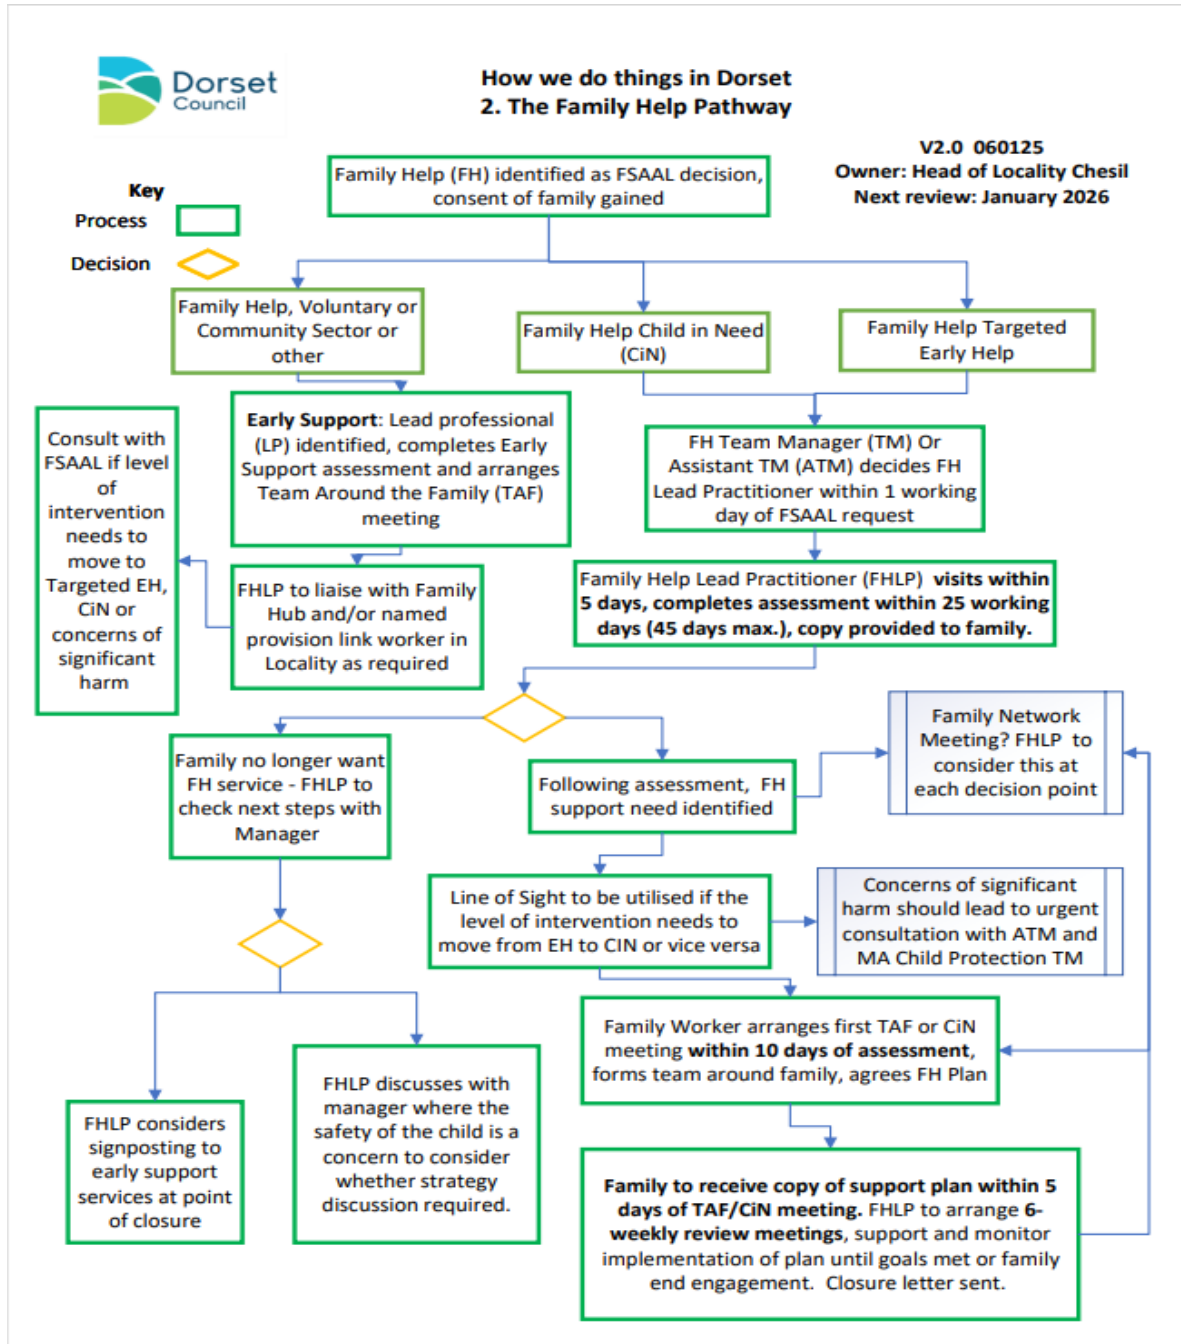 Dorset
Council
How we do things in Dorset
2. The Family Help Pathway
V2.0 060125
Owner: Head of Locality Chesil
Next review: January 2026
Key
Process
Decision
Family Help (FH) identified as FSAAL decision,
consent of family gained
Family Help, Voluntary or
Community Sector or
other
Family Help Child in Need
(CiN)
Family Help Targeted
Early Help
Consult with
FSAAL if level
of
intervention
needs to
move to
Targeted EH,
CiN or
concerns of
significant
harm
Early Support: Lead professional
(LP) identified, completes Early
Support assessment and arranges
Team Around the Family (TAF)
meeting
FH Team Manager (TM) Or
Assistant TM (ATM) decides FH
Lead Practitioner within 1 working
day of FSAAL request
FHLP to liaise with Family
Hub and/or named
provision link worker in
Locality as required
Family Help Lead Practitioner (FHLP) visits within
5 days, completes assessment within 25 working
days (45 days max.), copy provided to family.
Family no longer want
FH service - FHLP to
check next steps with
Manager
Following assessment, FH
support need identified
Family Network
Meeting? FHLP to
consider this at
each decision point
Line of Sight to be utilised if the
level of intervention needs to
move from EH to CIN or vice versa
Concerns of significant
harm should lead to urgent
consultation with ATM and
MA Child Protection TM
Family Worker arranges first TAF or CiN
meeting within 10 days of assessment,
forms team around family, agrees FH Plan
FHLP considers
signposting to
early support
services at point
of closure
FHLP discusses with
manager where the
safety of the child is a
concern to consider
whether strategy
discussion required.
Family to receive copy of support plan within 5
days of TAF/CiN meeting. FHLP to arrange 6-
weekly review meetings, support and monitor
implementation of plan until goals met or family
end engagement. Closure letter sent.